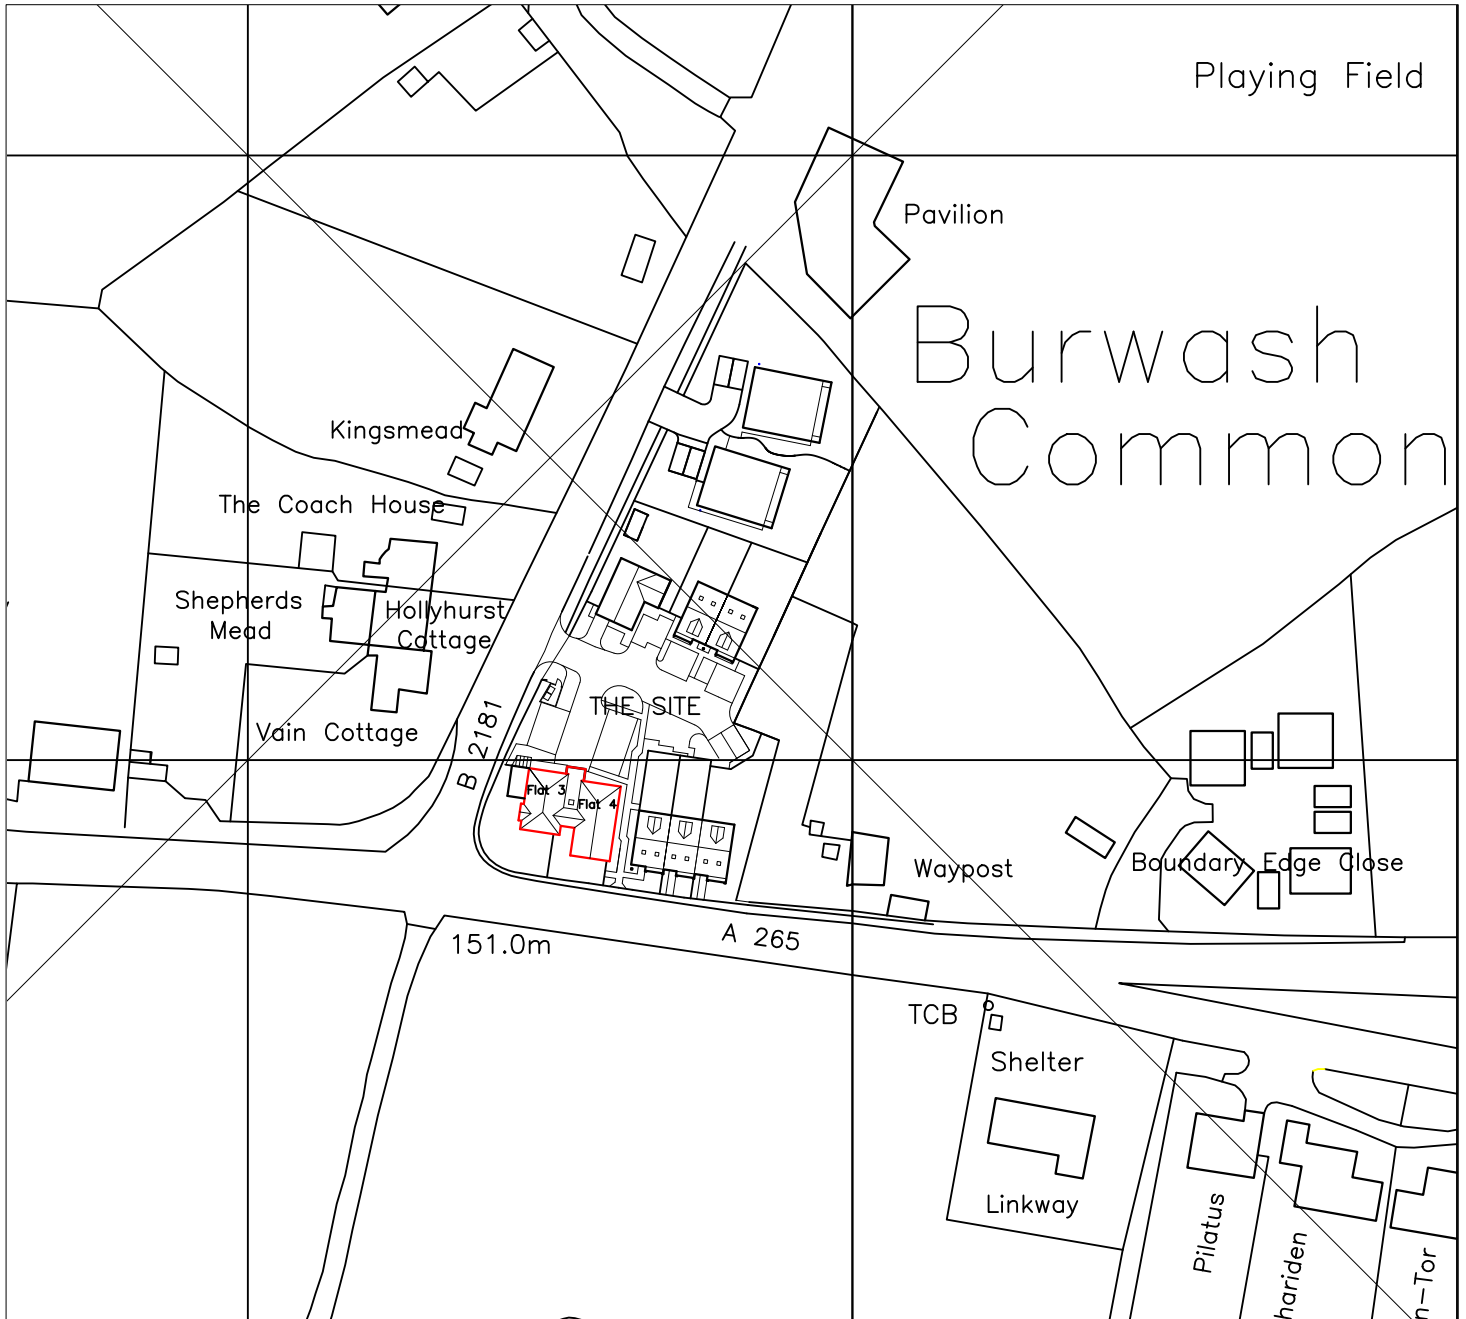 Playing Field
Pavilion
Burwash
Common
Kingsmead
The Coach House
Shepherds
Mead
Hollyhurst
Cottage
Vain Cottage
THE SITE
B 2181
Flat 3
Flat 4
Waypost
Boundary Edge Close
A 265
151.0m
TCB
Shelter
Linkway
Pilatus
hariden
n-Tor